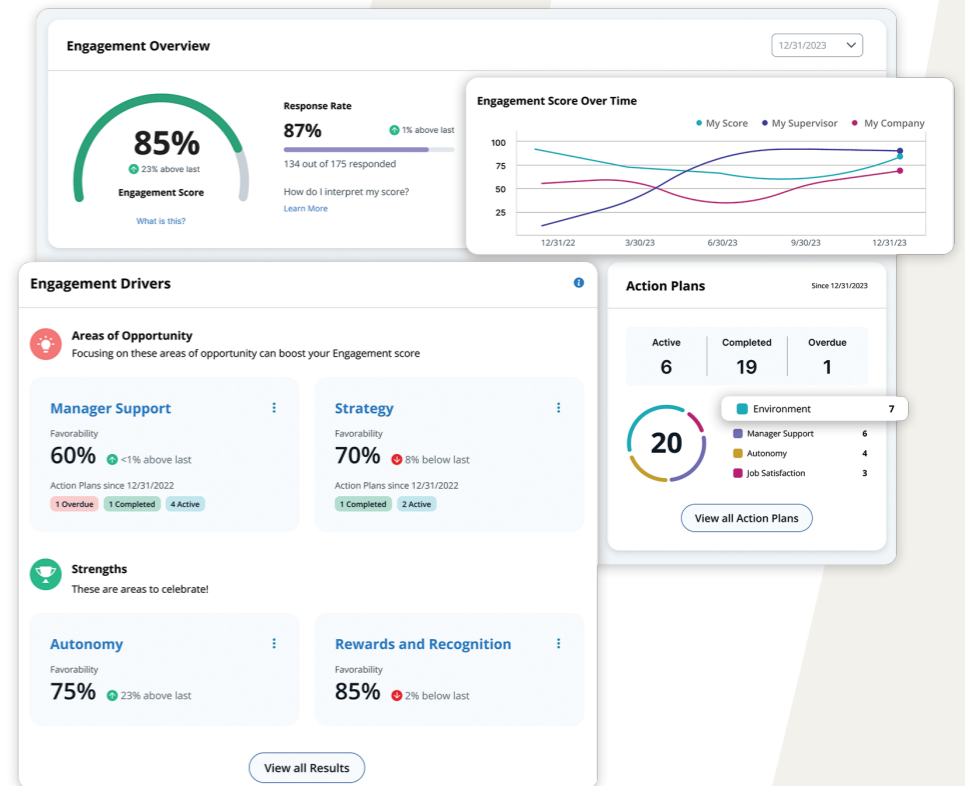 Engagement Overview
12/31/2023
85%
23% above last
Engagement Score
What is this?
Response Rate
87%
1% above last
134 out of 175 responded
How do I interpret my score?
Learn More
Engagement Score Over Time
My Score
My Supervisor
My Company
100
75
50
25
12/31/22
3/30/23
6/30/23
9/30/23
12/31/23
Engagement Drivers
i
Areas of Opportunity
Focusing on these areas of opportunity can boost your Engagement score
Manager Support
Favorability
60%
<1% above last
Action Plans since 12/31/2022
1 Overdue
1 Completed
4 Active
Strategy
Favorability
70%
8% below last
Action Plans since 12/31/2022
1 Completed
2 Active
Strengths
These are areas to celebrate!
Autonomy
Favorability
75%
23% above last
Rewards and Recognition
Favorability
85%
2% below last
View all Results
Action Plans
Since 12/31/2023
Active
6
Completed
19
Overdue
1
20
Environment 7
Manager Support 6
Autonomy 4
Job Satisfaction 3
View all Action Plans